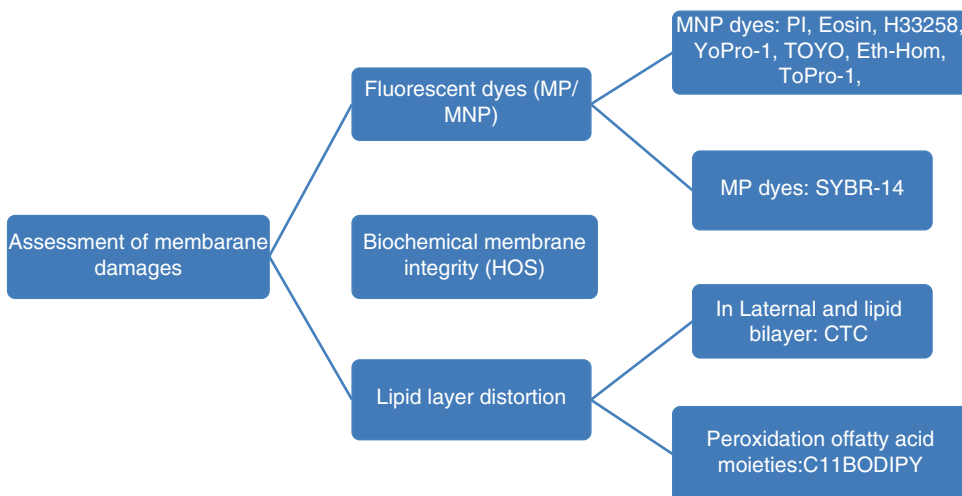 Assessment of membarane
damages
Fluorescent dyes (MP/
MNP)
MNP dyes: PI, Eosin, H33258,
YoPro-1, TOYO, Eth-Hom,
ToPro-1,
MP dyes: SYBR-14
Biochemical membrane
integrity (HOS)
Lipid layer distortion
In Laternal and lipid
bilayer: CTC
Peroxidation offatty acid
moieties:C11BODIPY